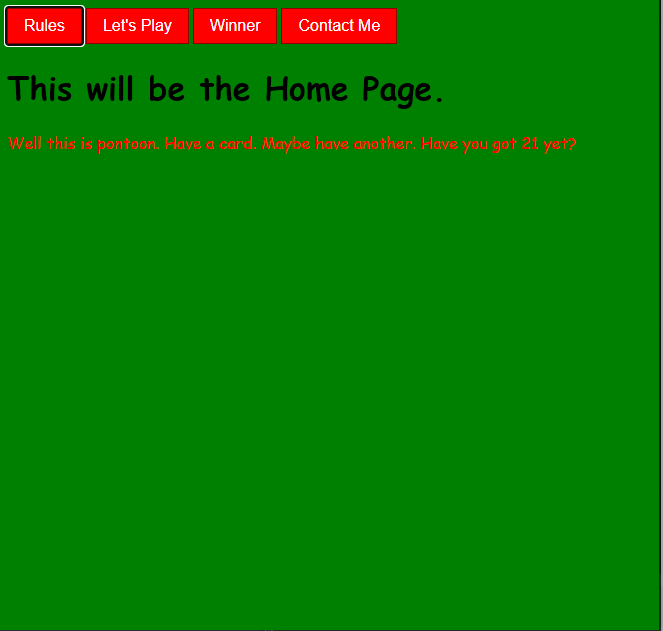 Rules Let's Play Winner Contact Me
This will be the Home Page.
Well this is pontoon. Have a card. Maybe have another. Have you got 21 yet?